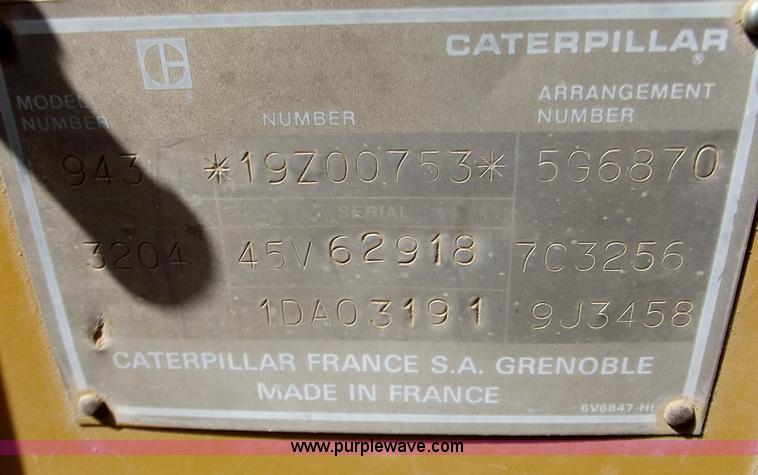 CATERPILLAR ®
MODEL NUMBER NUMBER ARRANGEMENT NUMBER
943 *19Z00753* 5G6870
SERIAL
3204 45V62918 7C3256
1DA03191 9J3458
CATERPILLAR FRANCE S.A. GRENOBLE
MADE IN FRANCE
6V6847-HI
www.purplewave.com